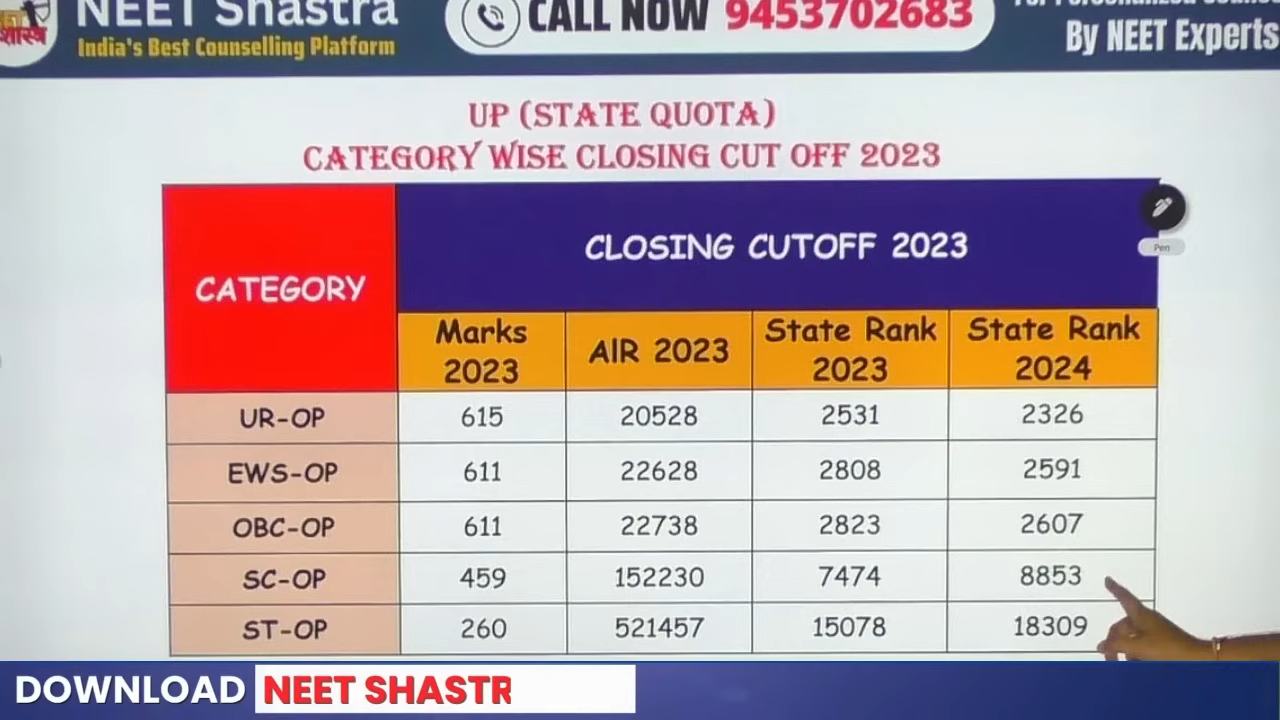 NEET Shastra
India's Best Counselling Platform
CALL NOW 9453702683
By NEET Experts
शास्त्र
UP (STATE QUOTA)
CATEGORY WISE CLOSING CUT OFF 2023
CATEGORY
CLOSING CUTOFF 2023
Marks 2023
AIR 2023
State Rank 2023
State Rank 2024
Pen
UR-OP 615 20528 2531 2326
EWS-OP 611 22628 2808 2591
OBC-OP 611 22738 2823 2607
SC-OP 459 152230 7474 8853
ST-OP 260 521457 15078 18309
DOWNLOAD NEET SHASTR